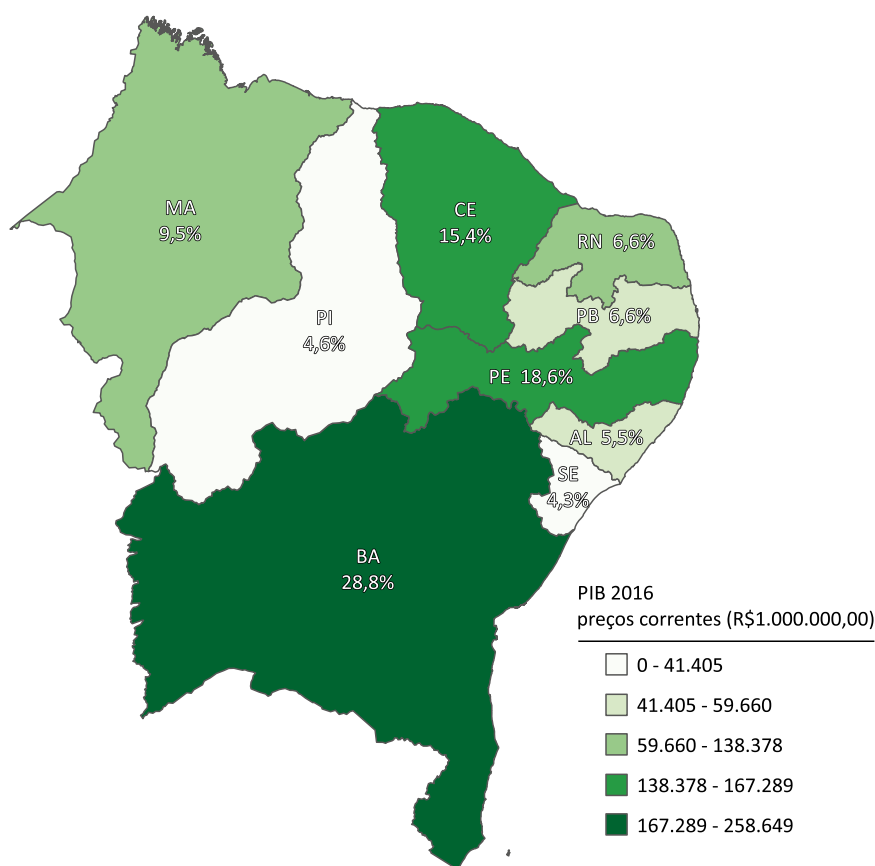 MA
9,5%
CE
15,4%
RN 6,6%
PI
4,6%
PB 6,6%
PE 18,6%
AL 5,5%
SE
4,3%
BA
28,8%
PIB 2016
preços correntes (R$1.000.000,00)
0 - 41.405
41.405 - 59.660
59.660 - 138.378
138.378 - 167.289
167.289 - 258.649